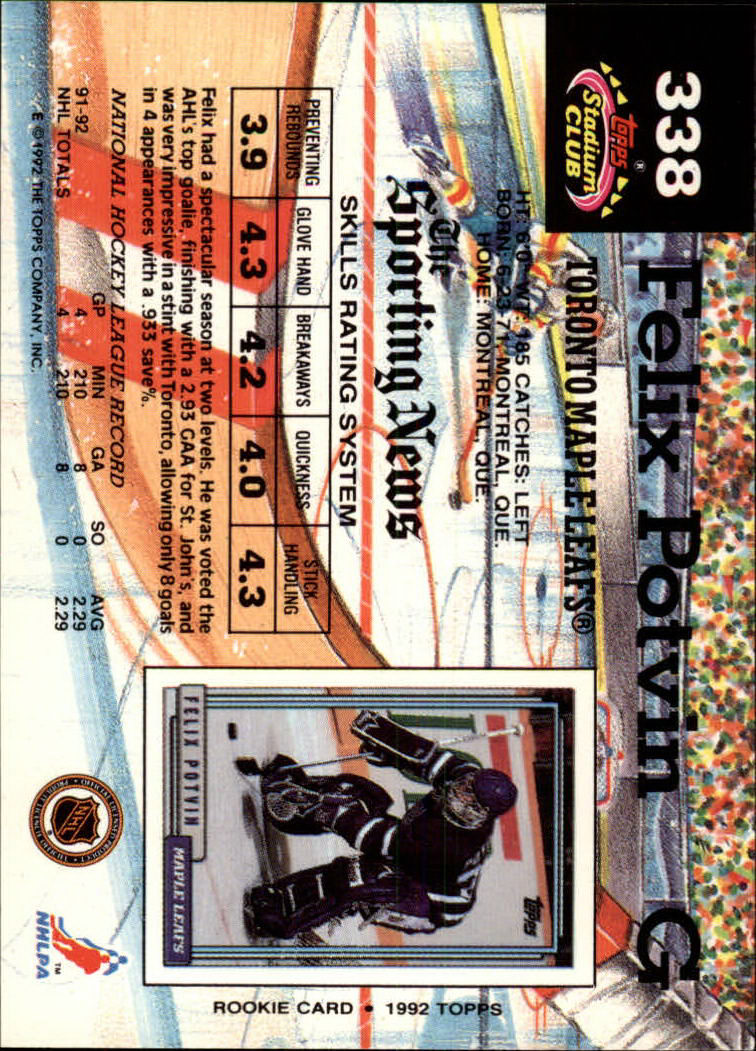 338
Topps®
Stadium
CLUB
Felix Potvin G
TORONTO MAPLE LEAFS®
HT: 6'0" WT: 185 CATCHES: LEFT
BORN: 6-23-71, MONTREAL, QUE.
HOME: MONTREAL, QUE.
The
Sporting News
SKILLS RATING SYSTEM
PREVENTING REBOUNDS GLOVE HAND BREAKAWAYS QUICKNESS STICK HANDLING
3.9 4.3 4.2 4.0 4.3
Felix had a spectacular season at two levels. He was voted the
AHL's top goalie, finishing with a 2.93 GAA for St. John's, and
was very impressive in a stint with Toronto, allowing only 8 goals
in 4 appearances with a .933 save%.
NATIONAL HOCKEY LEAGUE RECORD
GP MIN GA SO AVG
91-92 4 210 8 0 2.29
NHL TOTALS 4 210 8 0 2.29
E ©1992 THE TOPPS COMPANY, INC.
Topps
FELIX POTVIN
MAPLE LEAFS
ROOKIE CARD • 1992 TOPPS
NHL
OFFICIAL LICENSED PRODUCT
NHLPA
TM